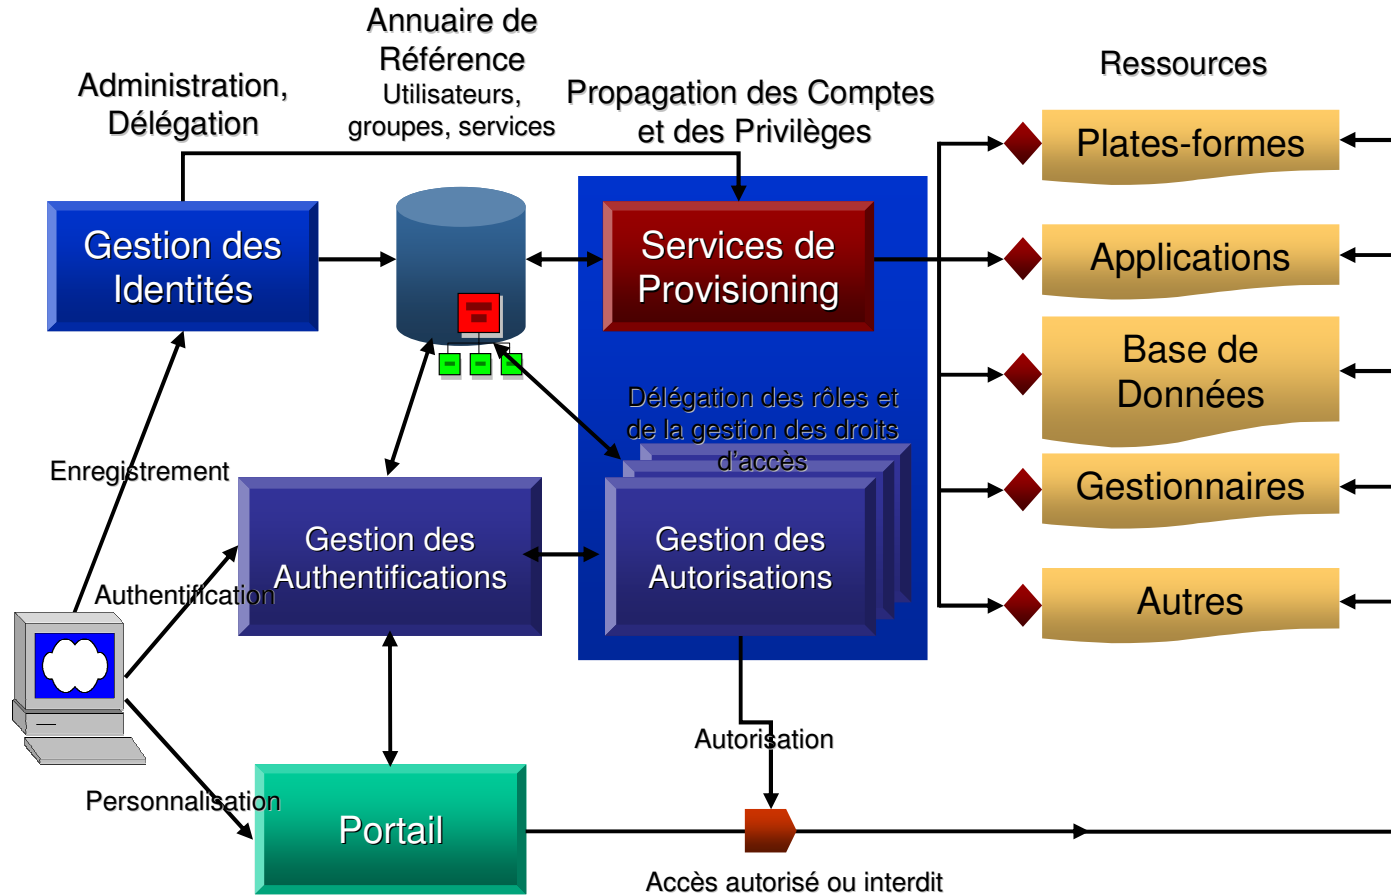 Annuaire de
Référence
Utilisateurs,
groupes, services
Administration,
Délégation
Propagation des Comptes
et des Privilèges
Ressources
Gestion des
Identités
Services de
Provisioning
Plates-formes
Applications
Base de
Données
Gestionnaires
Autres
Délégation des rôles et
de la gestion des droits
d'accès
Enregistrement
Gestion des
Authentifications
Gestion des
Autorisations
Authentification
Autorisation
Personnalisation
Portail
Accès autorisé ou interdit